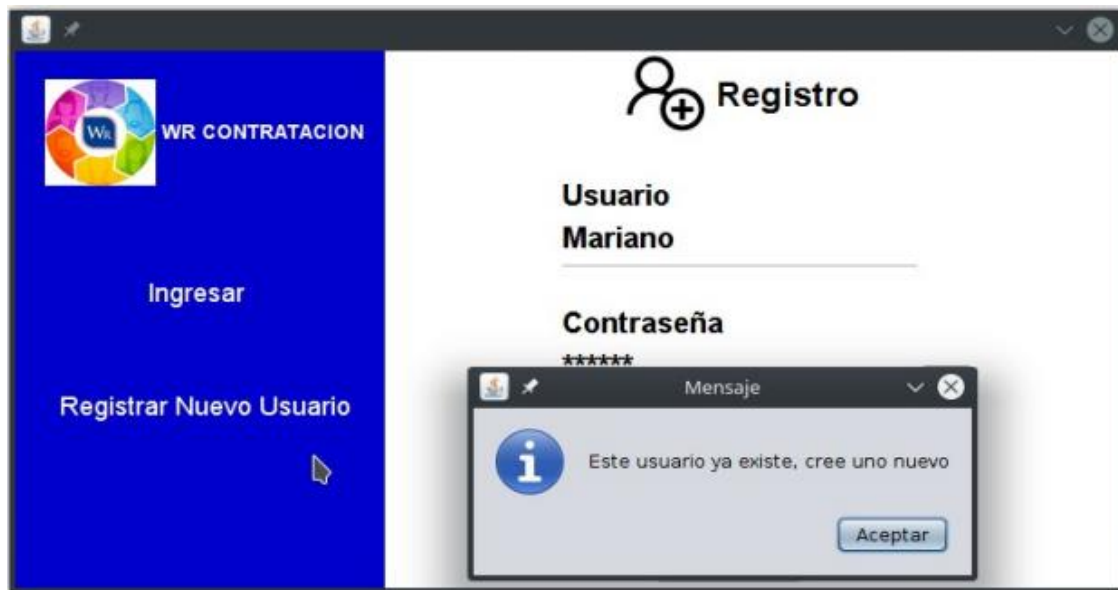 WR
WR CONTRATACION
Ingresar
Registrar Nuevo Usuario
Registro
Usuario
Mariano
Contraseña
******
Mensaje
Este usuario ya existe, cree uno nuevo
Aceptar